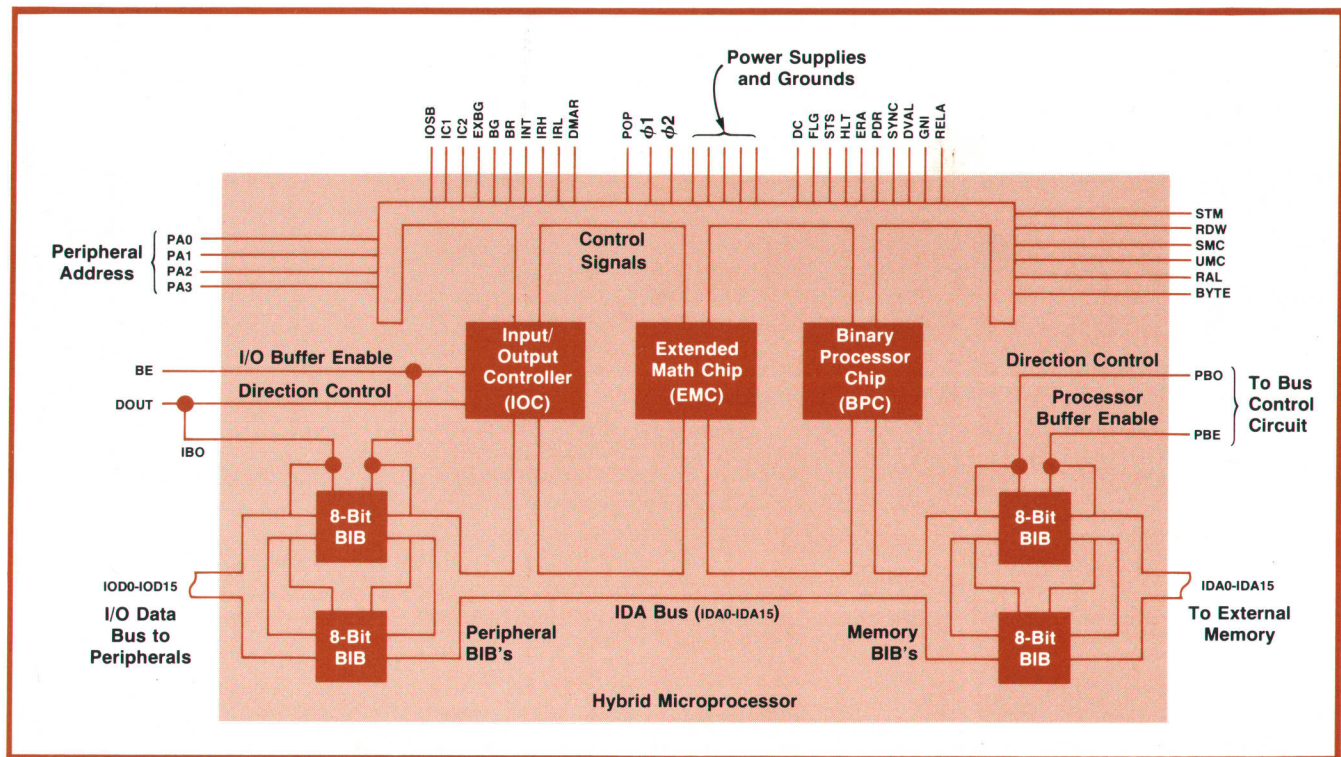 Power Supplies
and Grounds
IOSB
IC1
IC2
EXBG
BG
BR
INT
IRH
IRL
DMAR
POP
ϕ1
ϕ2
DC
FLG
STS
HLT
ERA
PDR
SYNC
DVAL
GNI
RELA
Peripheral
Address
PA0
PA1
PA2
PA3
Control
Signals
STM
RDW
SMC
UMC
RAL
BYTE
BE
I/O Buffer Enable
DOUT
Direction Control
IBO
Input/
Output
Controller
(IOC)
Extended
Math Chip
(EMC)
Binary
Processor
Chip
(BPC)
Direction Control
PBO
Processor
Buffer Enable
PBE
To Bus
Control
Circuit
8-Bit
BIB
8-Bit
BIB
IOD0-IOD15
I/O Data
Bus to
Peripherals
8-Bit
BIB
Peripheral
BIB's
IDA Bus (IDA0-IDA15)
Memory
BIB's
8-Bit
BIB
IDA0-IDA15
To External
Memory
Hybrid Microprocessor